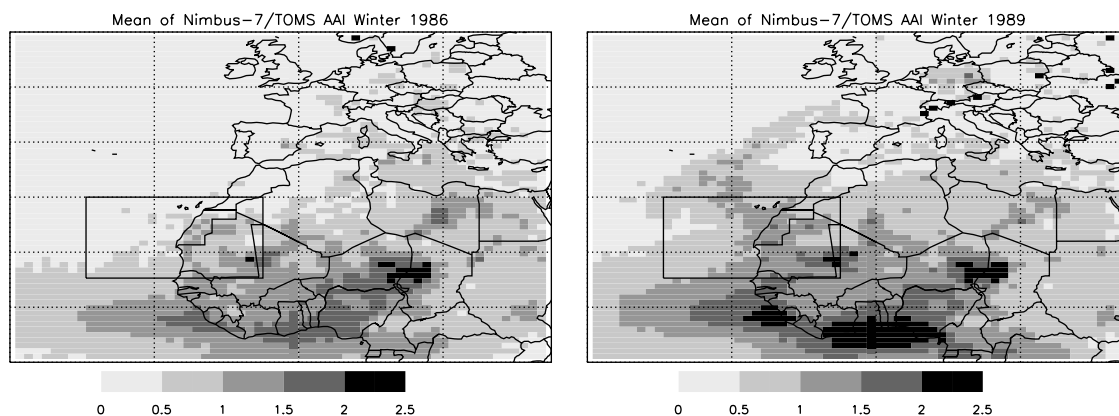 Mean of Nimbus-7/TOMS AAI Winter 1986
0 0.5 1 1.5 2 2.5
Mean of Nimbus-7/TOMS AAI Winter 1989
0 0.5 1 1.5 2 2.5